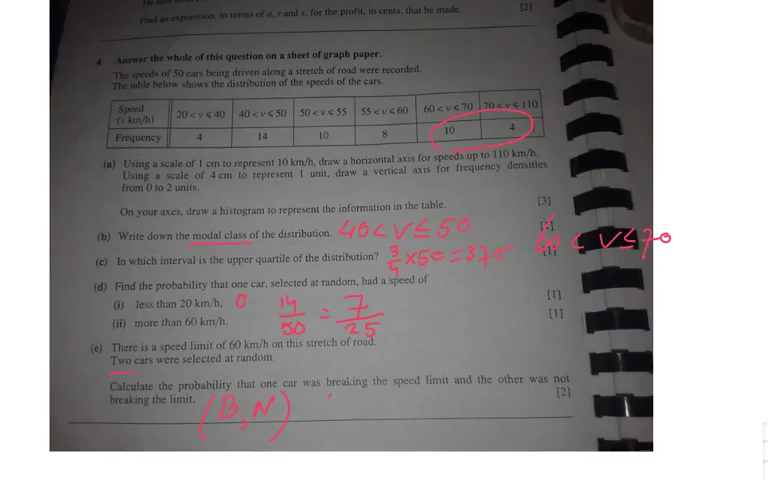 He
Find an expression, in terms of a, r and s, for the profit, in cents, that he made. [2]
4 Answer the whole of this question on a sheet of graph paper.
The speeds of 50 cars being driven along a stretch of road were recorded.
The table below shows the distribution of the speeds of the cars.
Speed (v km/h) 20 < v ≤ 40 40 < v ≤ 50 50 < v ≤ 55 55 < v ≤ 60 60 < v ≤ 70 70 < v ≤ 110
Frequency 4 14 10 8 10 4
(a) Using a scale of 1 cm to represent 10 km/h, draw a horizontal axis for speeds up to 110 km/h.
Using a scale of 4 cm to represent 1 unit, draw a vertical axis for frequency densities
from 0 to 2 units.
On your axes, draw a histogram to represent the information in the table. [3]
(b) Write down the modal class of the distribution. 40 < v ≤ 50
(c) In which interval is the upper quartile of the distribution? 3/4 × 50 = 37.5 [1] 60 < v ≤ 70
(d) Find the probability that one car, selected at random, had a speed of
(i) less than 20 km/h, 0 [1]
(ii) more than 60 km/h. 14/50 = 7/25 [1]
(e) There is a speed limit of 60 km/h on this stretch of road.
Two cars were selected at random.
Calculate the probability that one car was breaking the speed limit and the other was not
breaking the limit. [2]
(B, N)